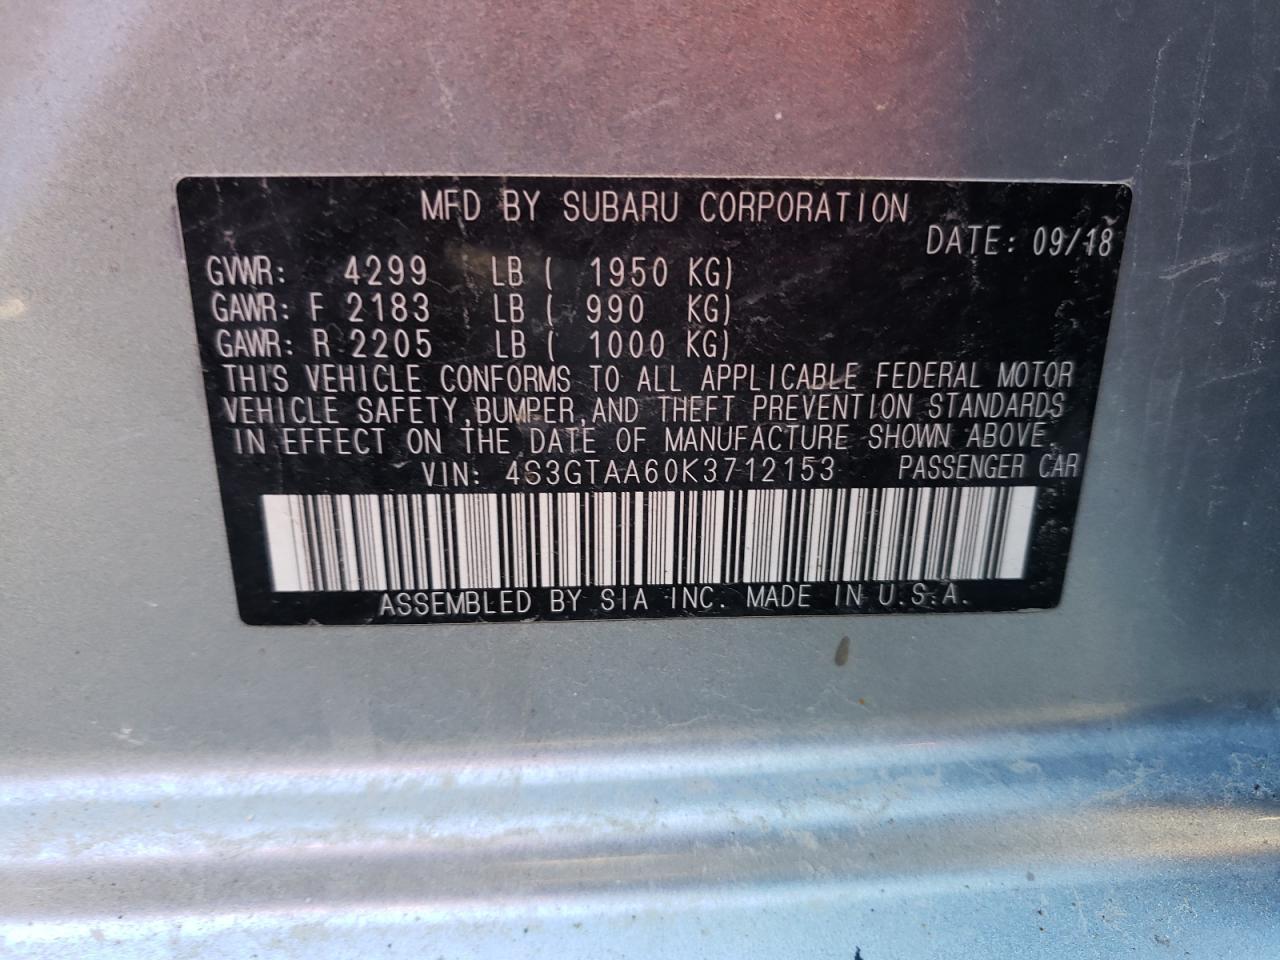 MFD BY SUBARU CORPORATION
DATE: 09/18
GVWR: 4299 LB ( 1950 KG)
GAWR: F 2183 LB ( 990 KG)
GAWR: R 2205 LB ( 1000 KG)
THIS VEHICLE CONFORMS TO ALL APPLICABLE FEDERAL MOTOR
VEHICLE SAFETY,BUMPER,AND THEFT PREVENTION STANDARDS
IN EFFECT ON THE DATE OF MANUFACTURE SHOWN ABOVE.
VIN: 4S3GTAA60K3712153 PASSENGER CAR
ASSEMBLED BY SIA INC. MADE IN U.S.A.